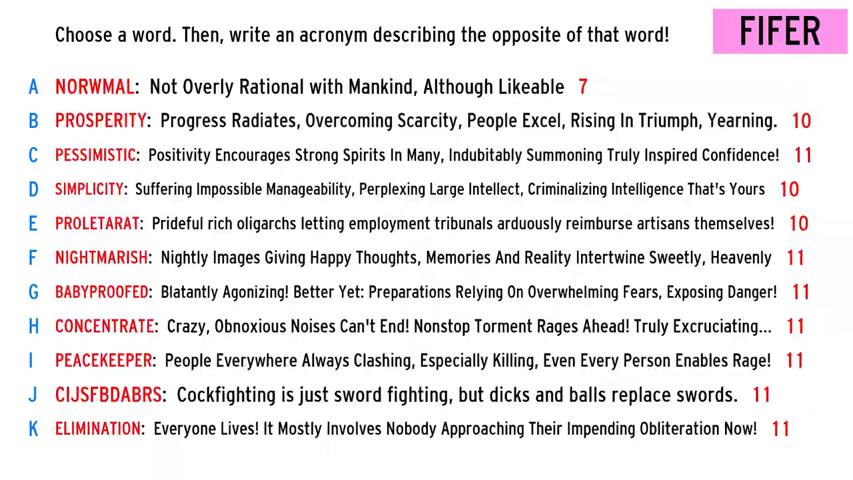 Choose a word. Then, write an acronym describing the opposite of that word!
FIFER
A NORWMAL: Not Overly Rational with Mankind, Although Likeable 7
B PROSPERITY: Progress Radiates, Overcoming Scarcity, People Excel, Rising In Triumph, Yearning. 10
C PESSIMISTIC: Positivity Encourages Strong Spirits In Many, Indubitably Summoning Truly Inspired Confidence! 11
D SIMPLICITY: Suffering Impossible Manageability, Perplexing Large Intellect, Criminalizing Intelligence That's Yours 10
E PROLETARAT: Prideful rich oligarchs letting employment tribunals arduously reimburse artisans themselves! 10
F NIGHTMARISH: Nightly Images Giving Happy Thoughts, Memories And Reality Intertwine Sweetly, Heavenly 11
G BABYPROOFED: Blatantly Agonizing! Better Yet: Preparations Relying On Overwhelming Fears, Exposing Danger! 11
H CONCENTRATE: Crazy, Obnoxious Noises Can't End! Nonstop Torment Rages Ahead! Truly Excruciating... 11
I PEACEKEEPER: People Everywhere Always Clashing, Especially Killing, Even Every Person Enables Rage! 11
J CIJSFBDABRS: Cockfighting is just sword fighting, but dicks and balls replace swords. 11
K ELIMINATION: Everyone Lives! It Mostly Involves Nobody Approaching Their Impending Obliteration Now! 11